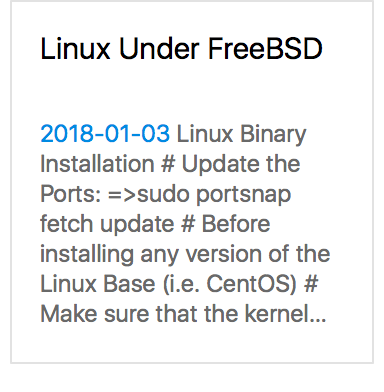 Linux Under FreeBSD
2018-01-03 Linux Binary
Installation # Update the
Ports: =>sudo portsnap
fetch update # Before
installing any version of the
Linux Base (i.e. CentOS) #
Make sure that the kernel...